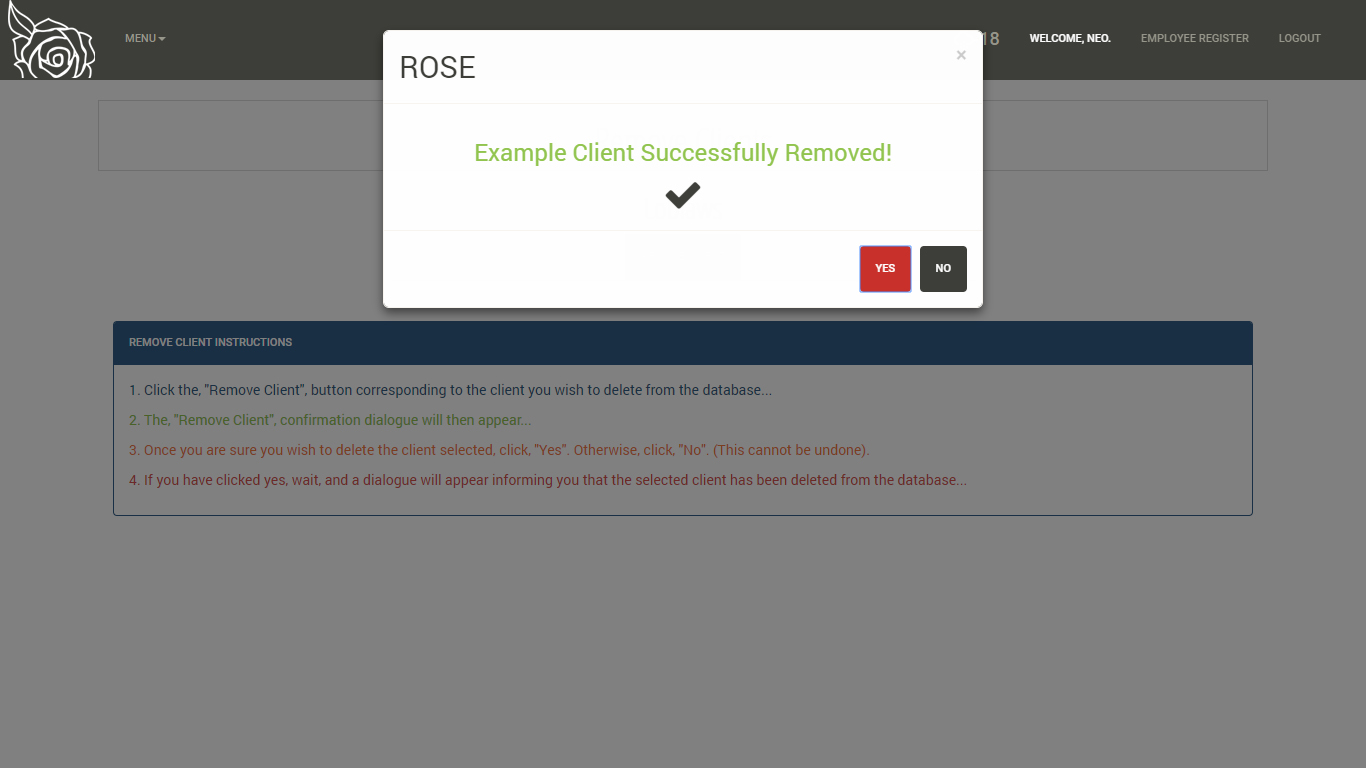 MENU
18
WELCOME, NEO.
EMPLOYEE REGISTER
LOGOUT
ROSE
×
Example Client Successfully Removed!
YES
NO
REMOVE CLIENT INSTRUCTIONS
1. Click the, "Remove Client", button corresponding to the client you wish to delete from the database...
2. The, "Remove Client", confirmation dialogue will then appear...
3. Once you are sure you wish to delete the client selected, click, "Yes". Otherwise, click, "No". (This cannot be undone).
4. If you have clicked yes, wait, and a dialogue will appear informing you that the selected client has been deleted from the database...